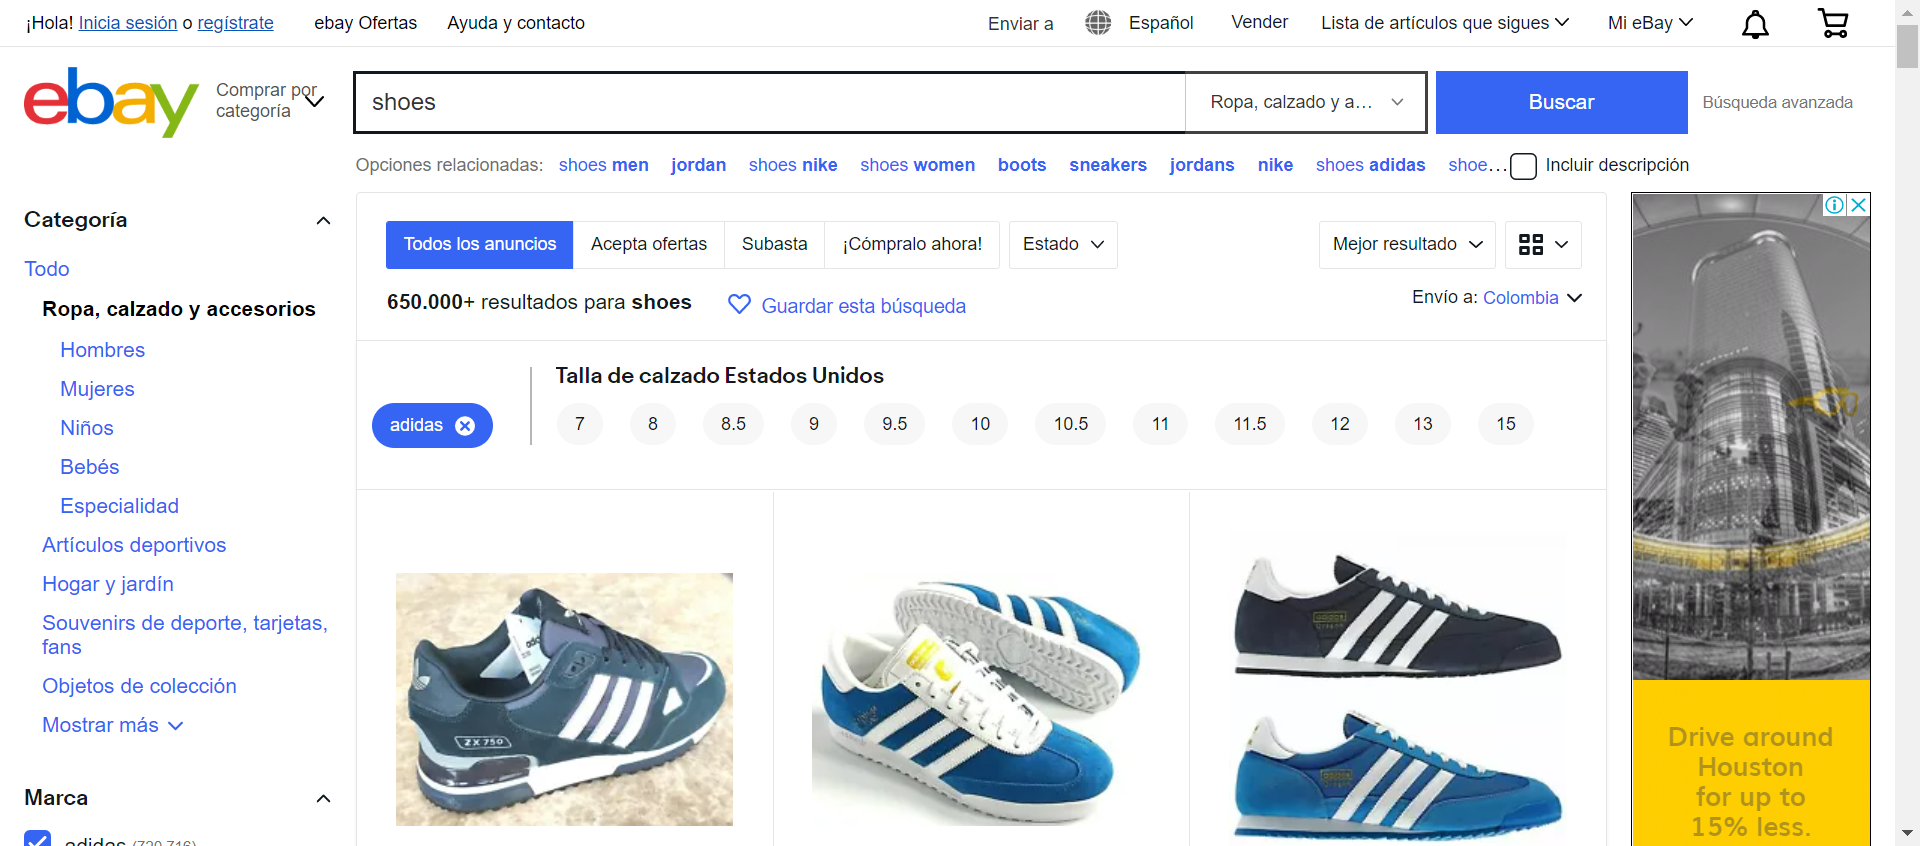 ¡Hola! Inicia sesión o regístrate
ebay Ofertas
Ayuda y contacto
Enviar a
Español
Vender
Lista de artículos que sigues
Mi eBay
ebay
Comprar por
categoría
shoes
Ropa, calzado y a...
Buscar
Búsqueda avanzada
Opciones relacionadas: shoes men jordan shoes nike shoes women boots sneakers jordans nike shoes adidas shoe...
Incluir descripción
Categoría
Todo
Ropa, calzado y accesorios
Hombres
Mujeres
Niños
Bebés
Especialidad
Artículos deportivos
Hogar y jardín
Souvenirs de deporte, tarjetas,
fans
Objetos de colección
Mostrar más
Marca
adidas (720.716)
Todos los anuncios
Acepta ofertas
Subasta
¡Cómpralo ahora!
Estado
Mejor resultado
650.000+ resultados para shoes
Guardar esta búsqueda
Envío a: Colombia
adidas
Talla de calzado Estados Unidos
7 8 8.5 9 9.5 10 10.5 11 11.5 12 13 15
ZX 750
Drive around
Houston
for up to
15% less.